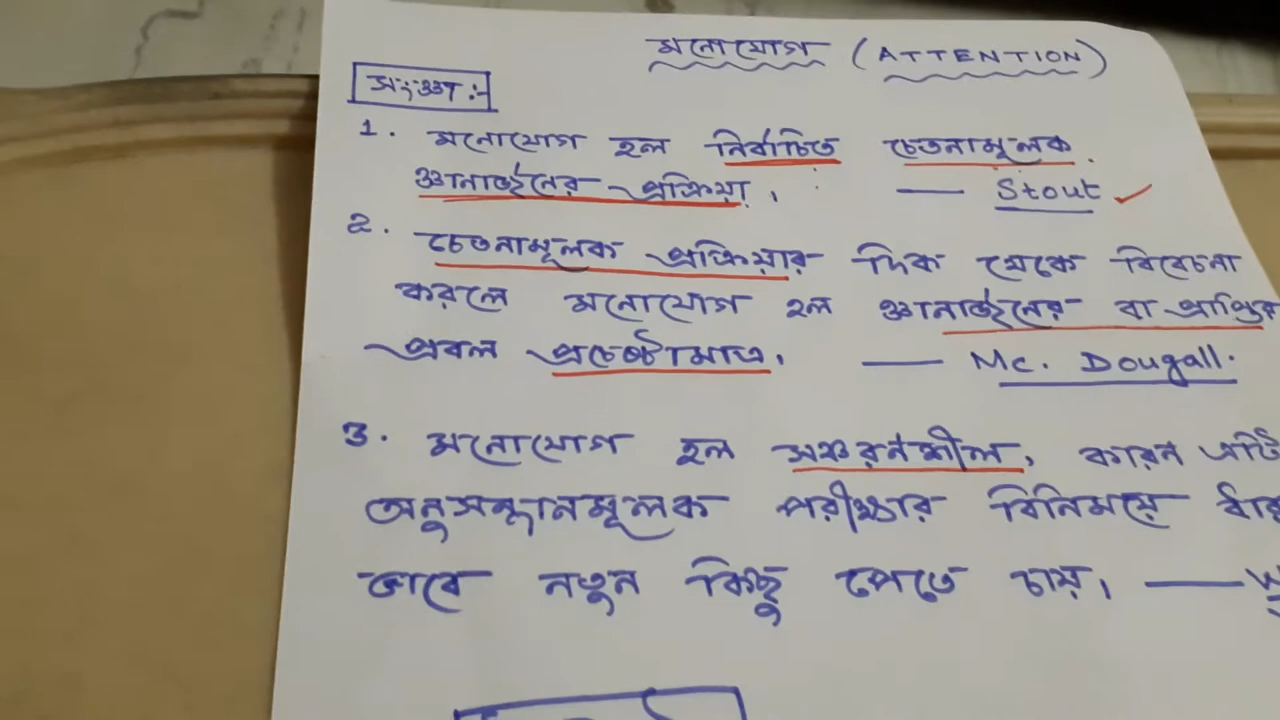 মনোযোগ (ATTENTION)
সংজ্ঞা :-
1. মনোযোগ হল নির্বাচিত চেতনামূলক
জ্ঞানার্জনের প্রক্রিয়া। — Stout ✓
2. চেতনামূলক প্রক্রিয়ার দিক থেকে বিবেচনা
করলে মনোযোগ হল জ্ঞানার্জনের বা প্রাপ্তির
প্রবল প্রচেষ্টামাত্র। — Mc. Dougall.
3. মনোযোগ হল সঞ্চরনশীল, কারন এটি
অনুসন্ধানমূলক পরীক্ষার বিনিময়ে
ভাবে নতুন কিছু পেতে চায়। —